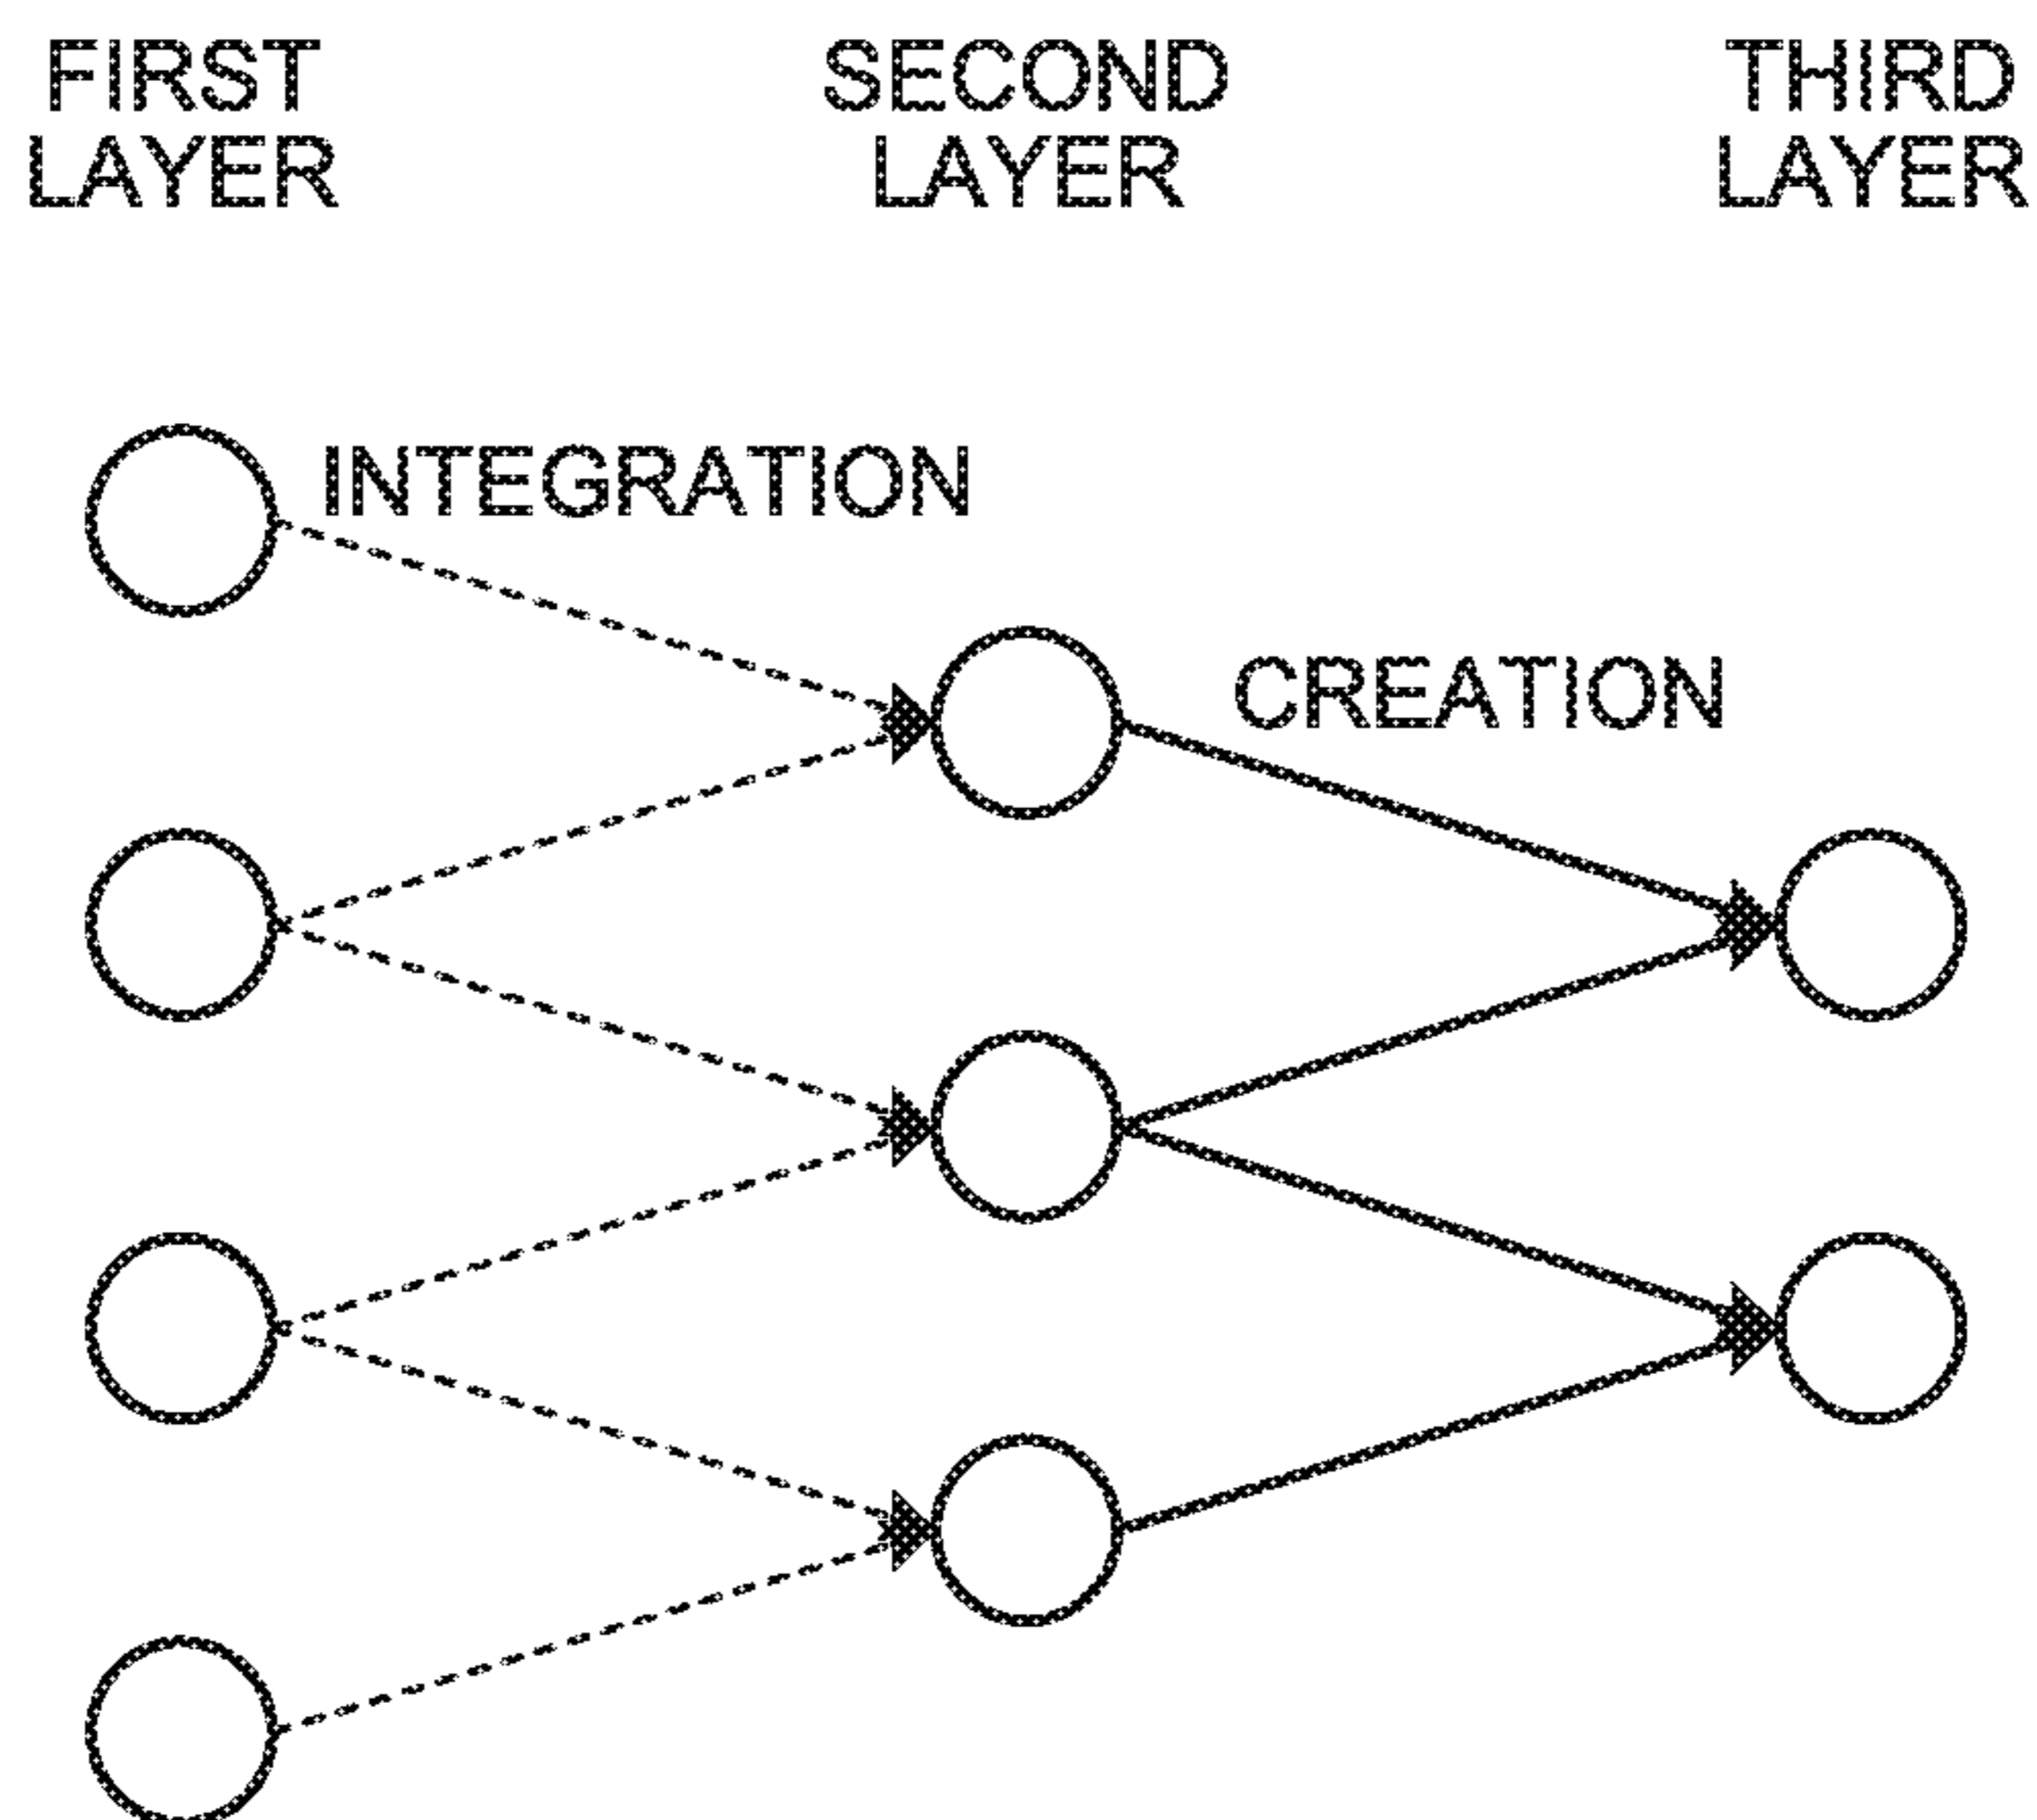 FIRST
LAYER
SECOND
LAYER
THIRD
LAYER
INTEGRATION
CREATION